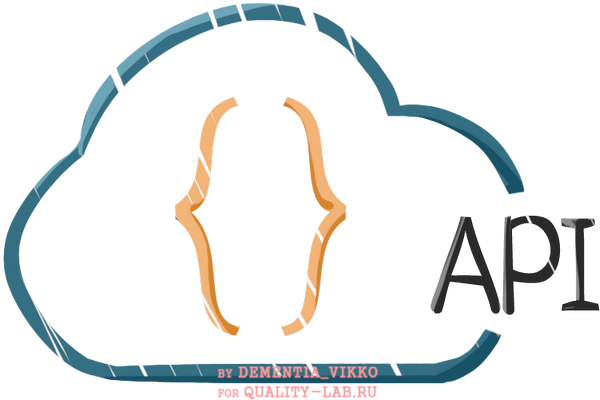 { }
API
BY DEMENTIA_VIKKO
FOR QUALITY-LAB.RU